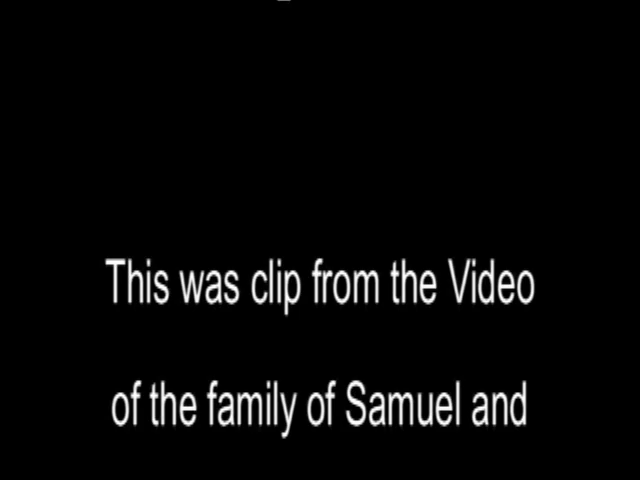 This was clip from the Video
of the family of Samuel and